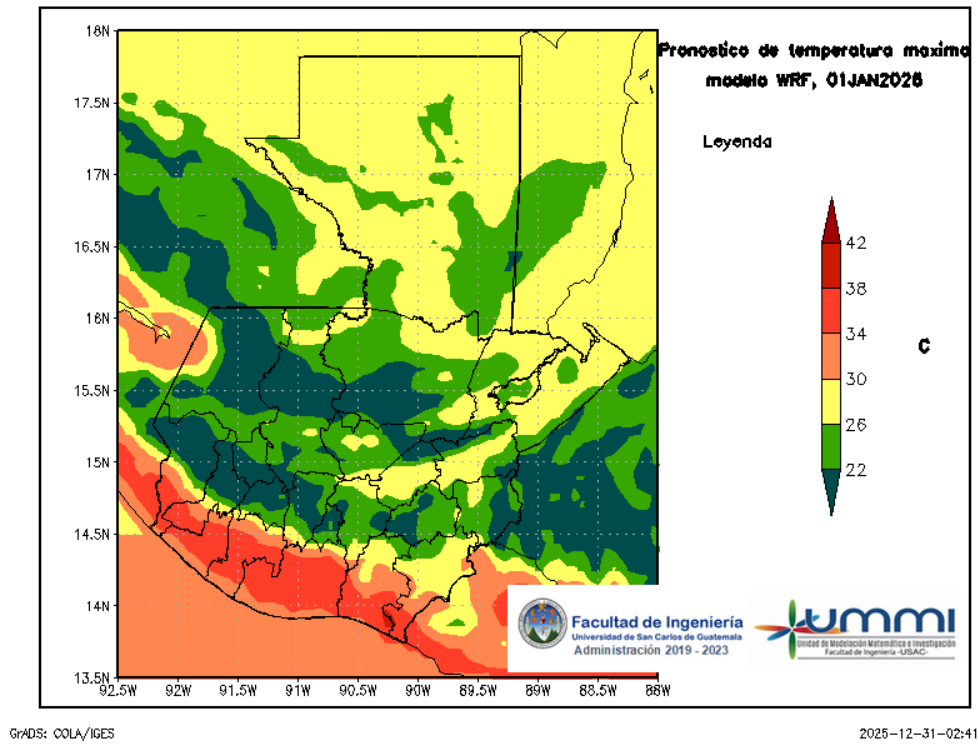 Pronostico de temperatura maxima
modelo WRF, 01JAN2026
Leyenda
18N
17.5N
17N
16.5N
16N
15.5N
15N
14.5N
14N
13.5N
92.5W
92W
91.5W
91W
90.5W
90W
89.5W
89W
88.5W
88W
42
38
34
30
26
22
C
Facultad de Ingeniería
Universidad de San Carlos de Guatemala
Administración 2019 - 2023
ummi
Unidad de Modelación Matemática e Investigación
Facultad de Ingeniería -USAC-
GrADS: COLA/IGES
2025-12-31-02:41